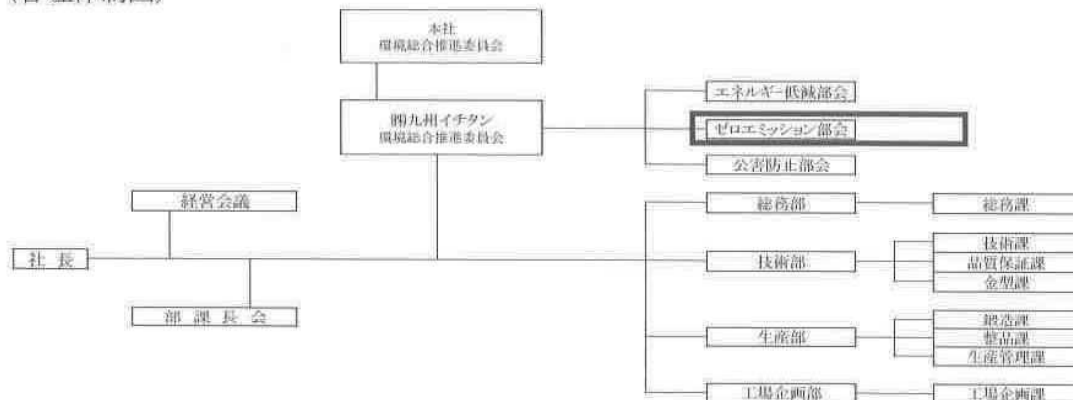 本社
環境総合推進委員会
㈱九州イチタン
環境総合推進委員会
エネルギー低減部会
ゼロエミッション部会
公害防止部会
経営会議
社 長
部 課 長 会
総務部
総務課
技術部
技術課
品質保証課
金型課
生産部
鍛造課
整品課
生産管理課
工場企画部
工場企画課